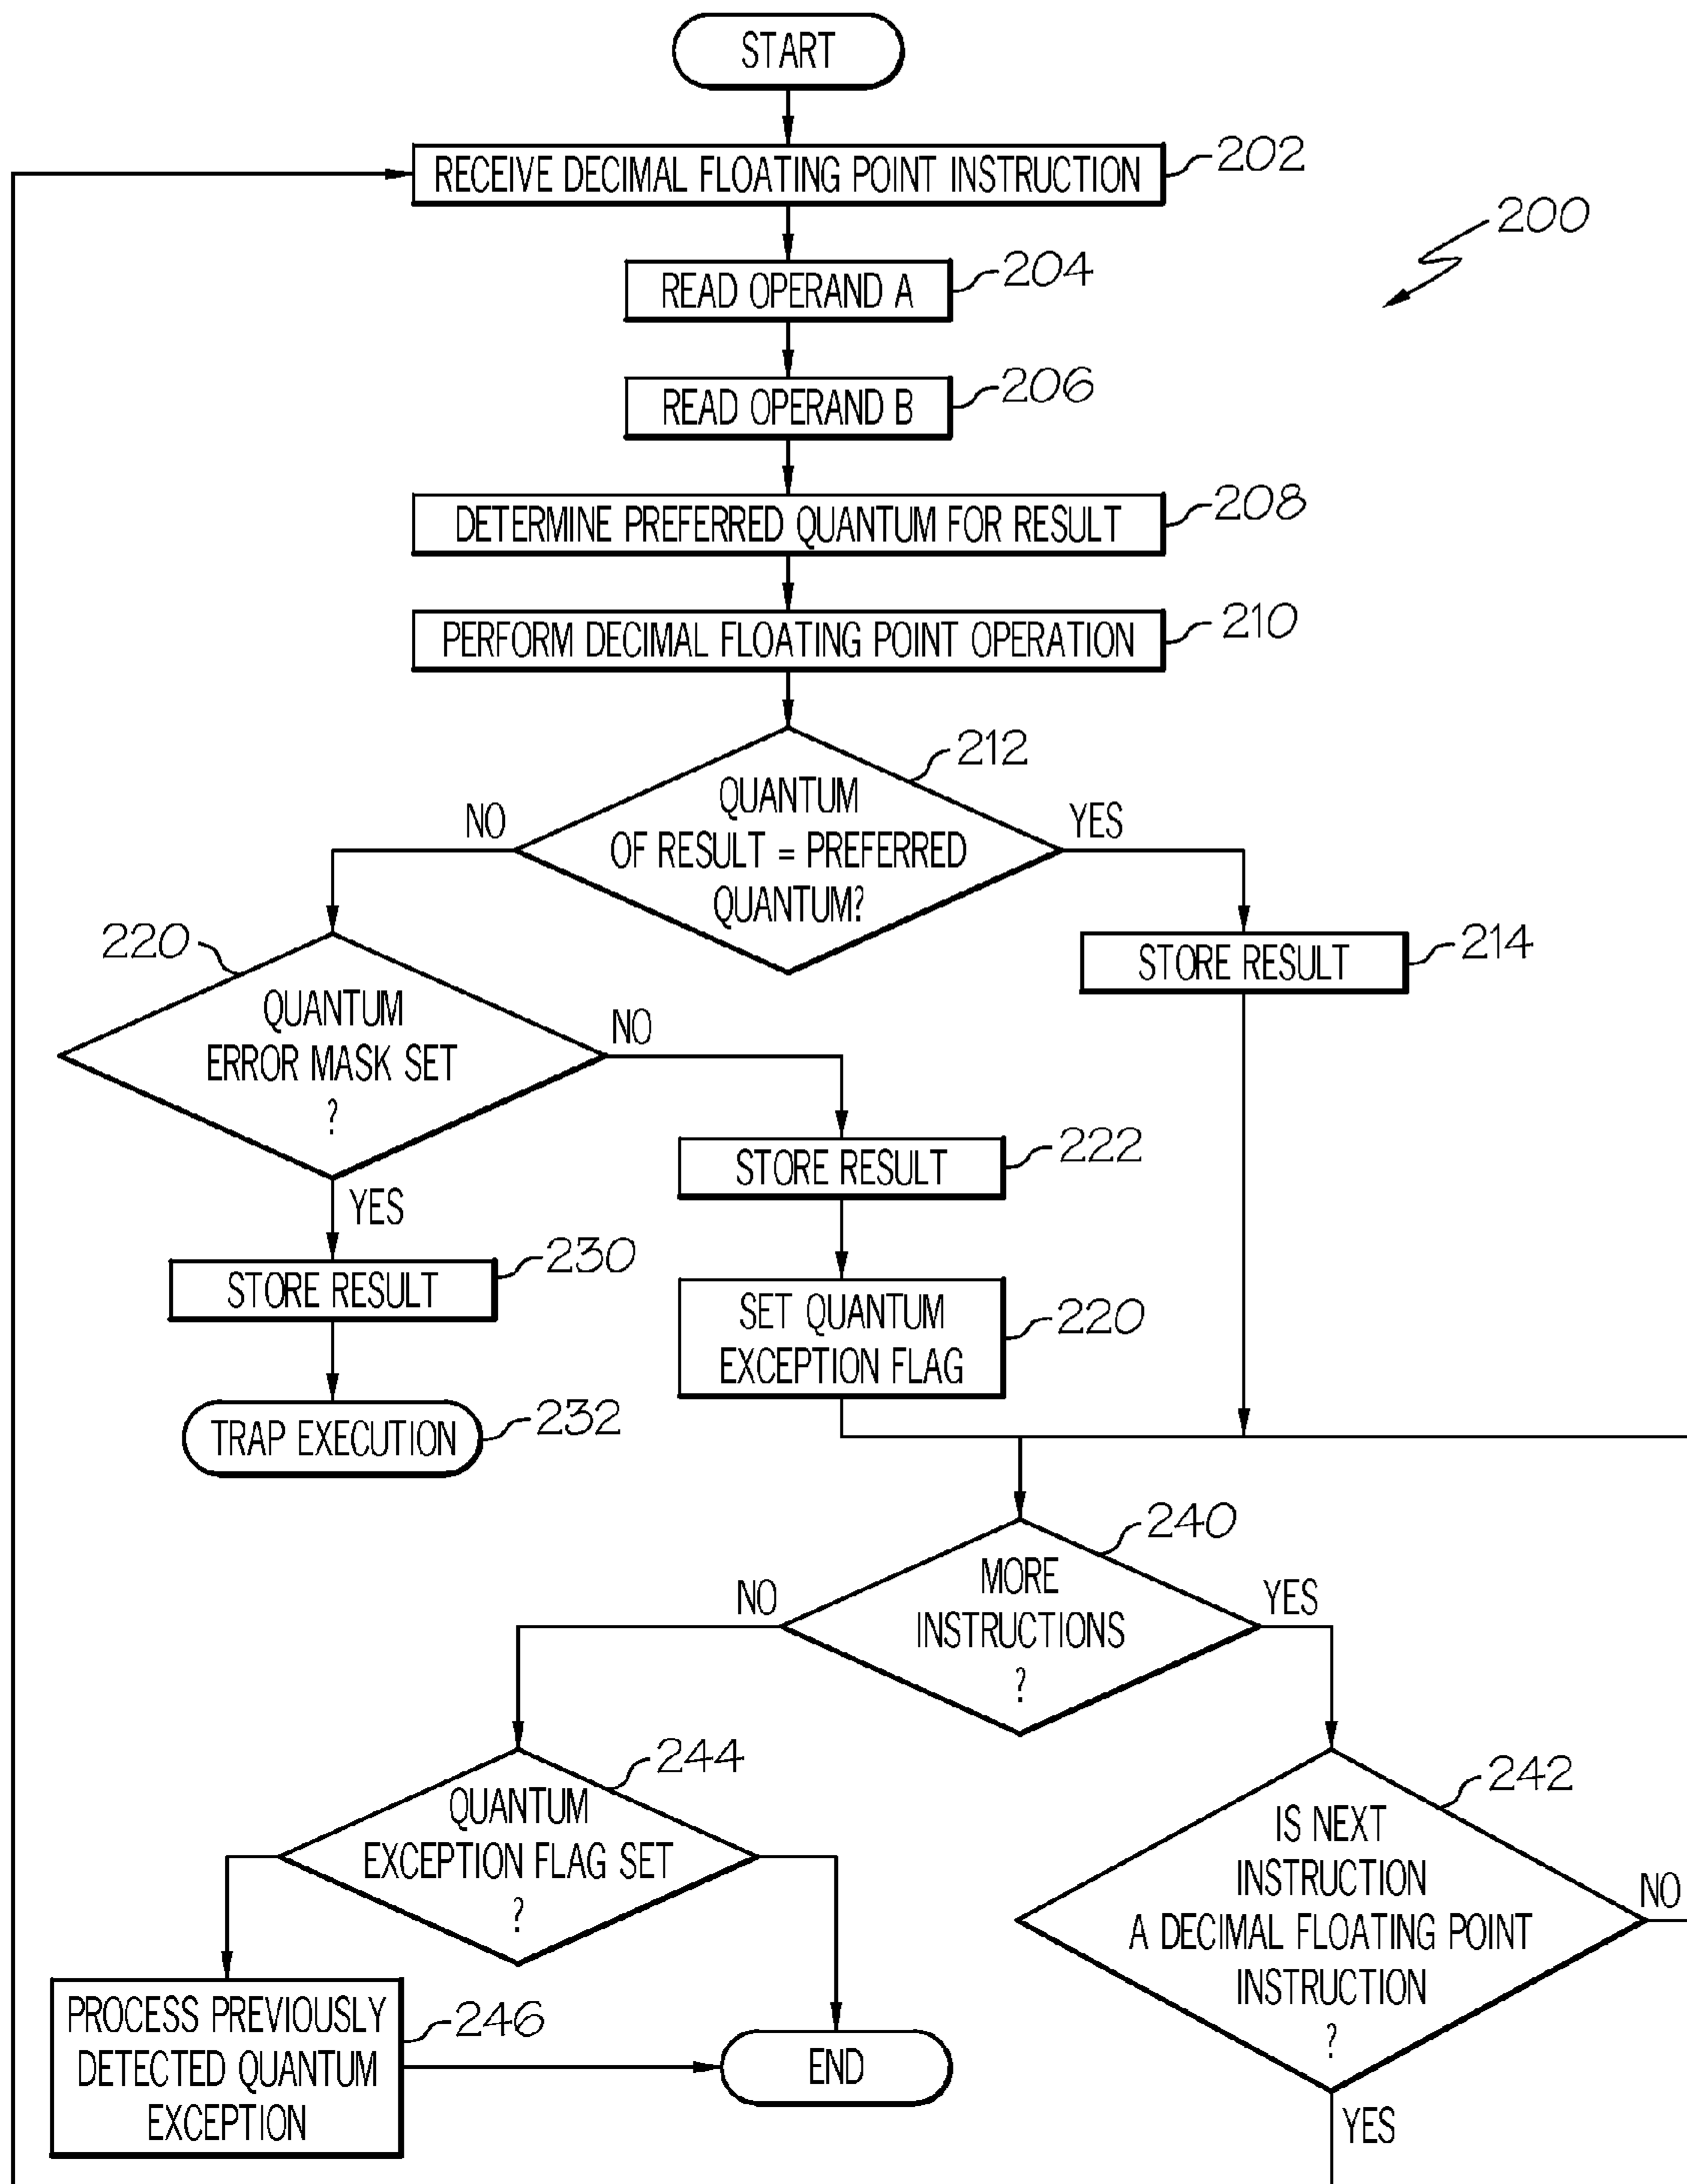 START
RECEIVE DECIMAL FLOATING POINT INSTRUCTION
202
200
READ OPERAND A
204
READ OPERAND B
206
DETERMINE PREFERRED QUANTUM FOR RESULT
208
PERFORM DECIMAL FLOATING POINT OPERATION
210
212
QUANTUM
OF RESULT = PREFERRED
QUANTUM?
NO
YES
220
QUANTUM
ERROR MASK SET
?
NO
YES
STORE RESULT
214
STORE RESULT
222
STORE RESULT
230
SET QUANTUM
EXCEPTION FLAG
220
TRAP EXECUTION
232
240
MORE
INSTRUCTIONS
?
NO
YES
244
QUANTUM
EXCEPTION FLAG SET
?
242
IS NEXT
INSTRUCTION
A DECIMAL FLOATING POINT
INSTRUCTION
?
NO
YES
PROCESS PREVIOUSLY
DETECTED QUANTUM
EXCEPTION
246
END